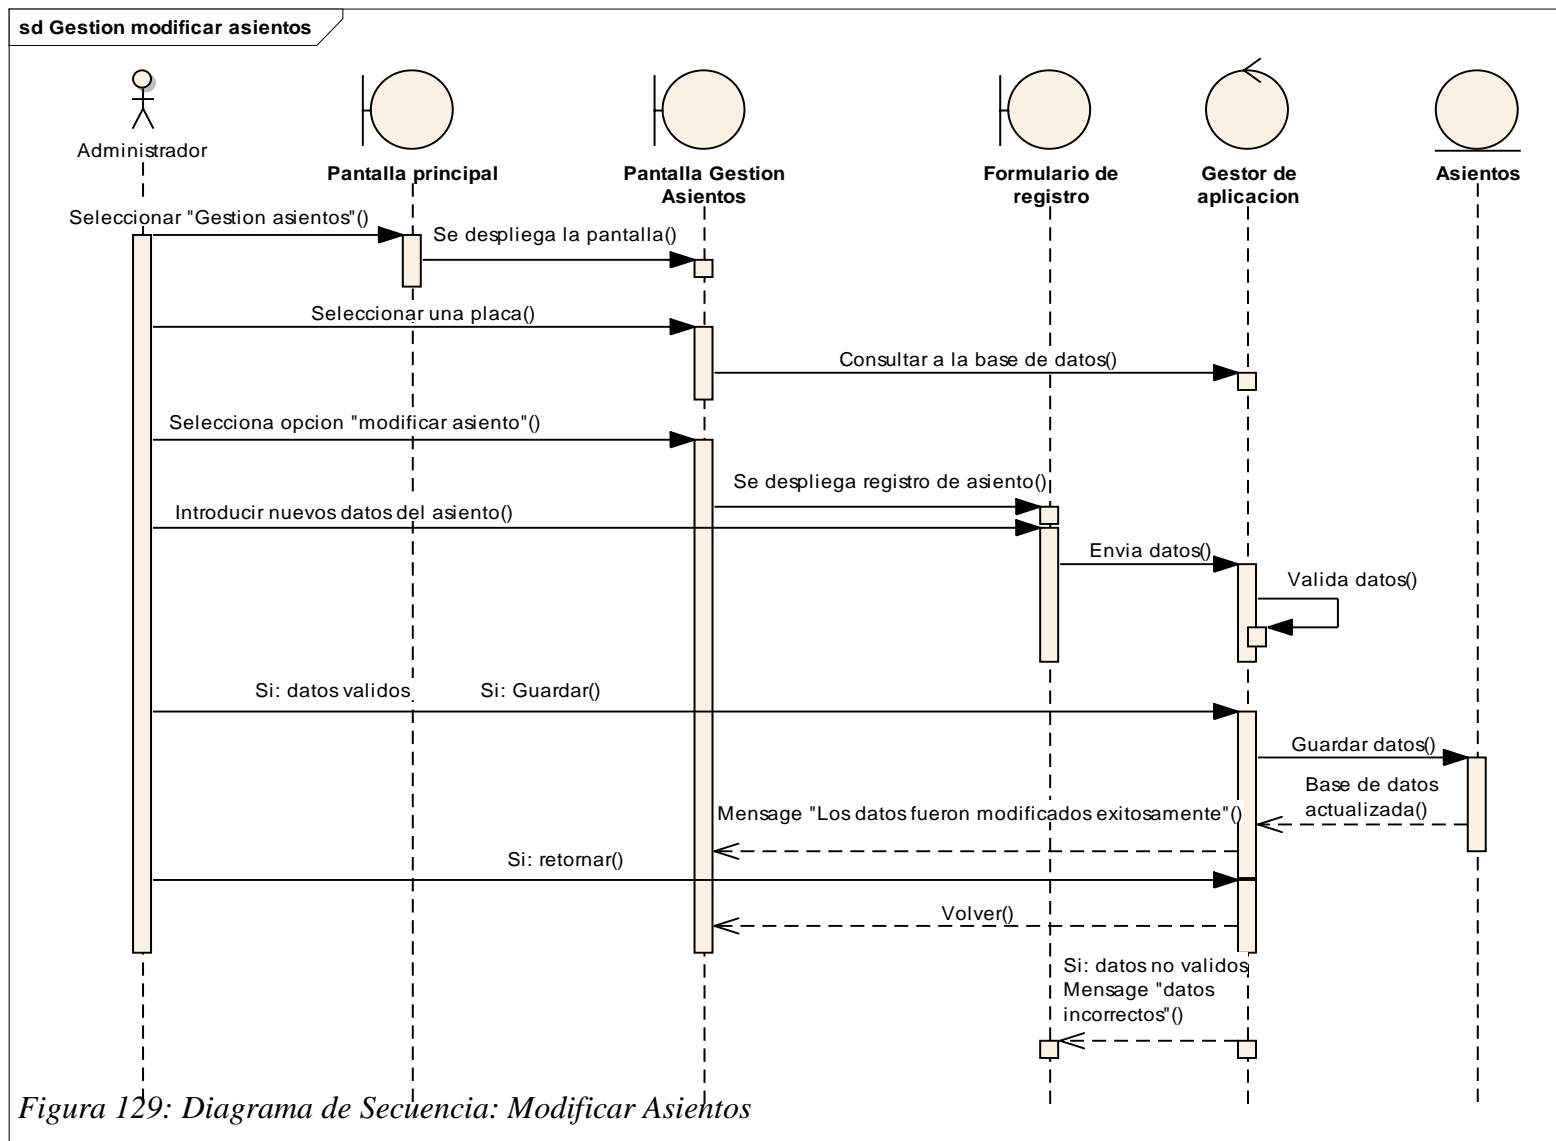 sd Gestion modificar asientos
Administrador
Pantalla principal
Pantalla Gestion
Asientos
Formulario de
registro
Gestor de
aplicacion
Asientos
Seleccionar "Gestion asientos"()
Se despliega la pantalla()
Seleccionar una placa()
Consultar a la base de datos()
Selecciona opcion "modificar asiento"()
Se despliega registro de asiento()
Introducir nuevos datos del asiento()
Envia datos()
Valida datos()
Si: datos validos
Si: Guardar()
Guardar datos()
Base de datos
actualizada()
Mensage "Los datos fueron modificados exitosamente"()
Si: retornar()
Volver()
Si: datos no validos
Mensage "datos
incorrectos"()
Figura 129: Diagrama de Secuencia: Modificar Asientos